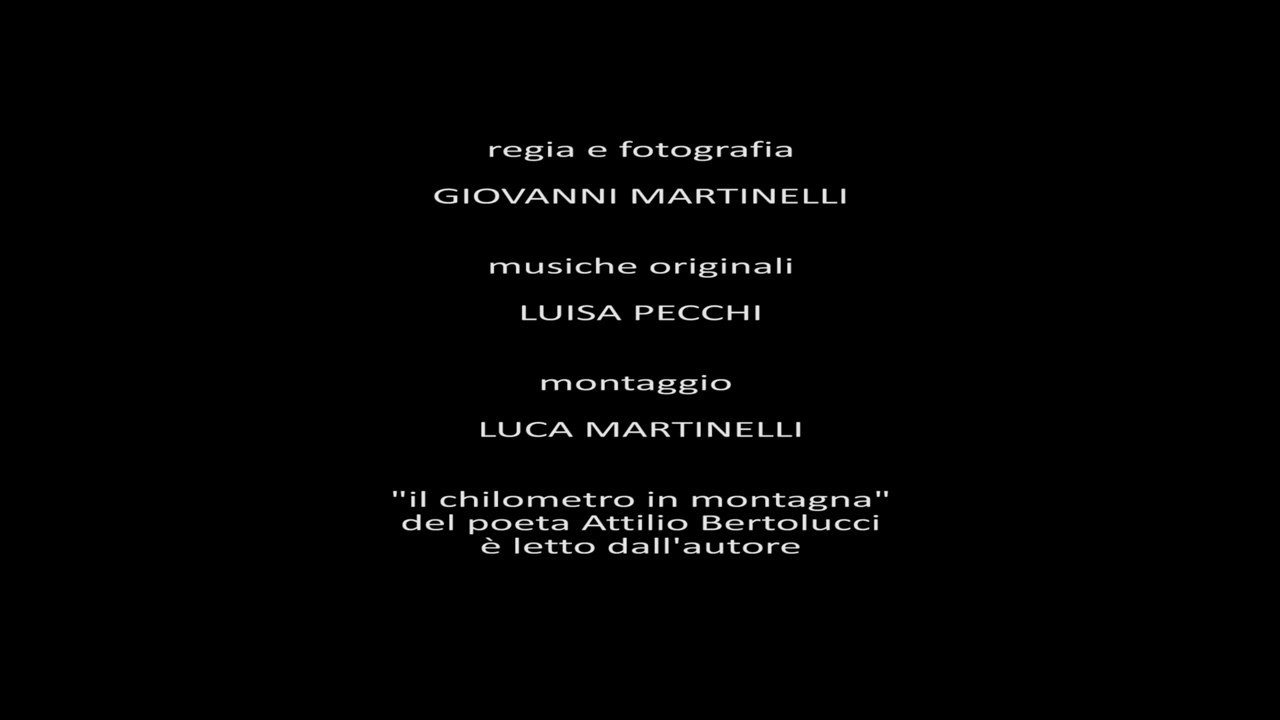 regia e fotografia
GIOVANNI MARTINELLI
musiche originali
LUISA PECCHI
montaggio
LUCA MARTINELLI
"il chilometro in montagna"
del poeta Attilio Bertolucci
è letto dall'autore